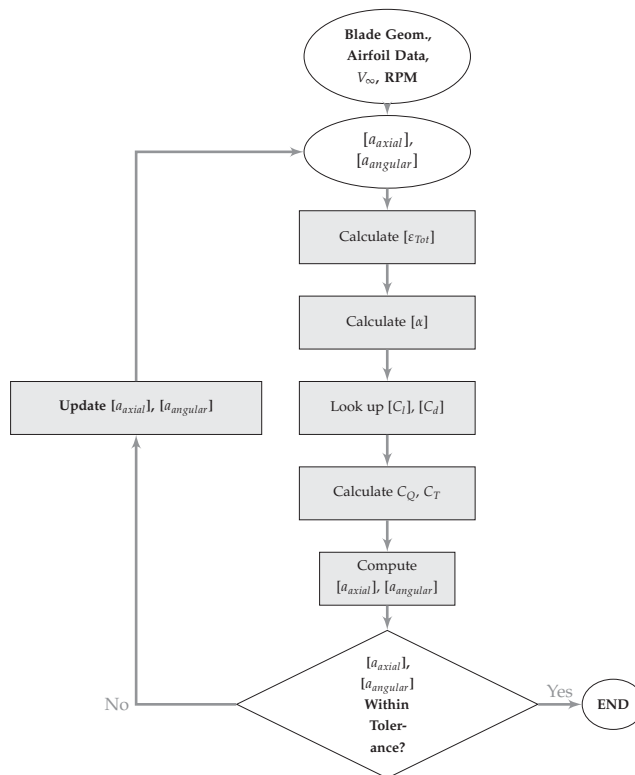 Blade Geom.,
Airfoil Data,
V∞, RPM
[a_axial],
[a_angular]
Calculate [ε_Tot]
Calculate [α]
Update [a_axial], [a_angular]
Look up [C_l], [C_d]
Calculate C_Q, C_T
Compute
[a_axial], [a_angular]
[a_axial],
[a_angular]
Within
Toler-
ance?
No
Yes
END